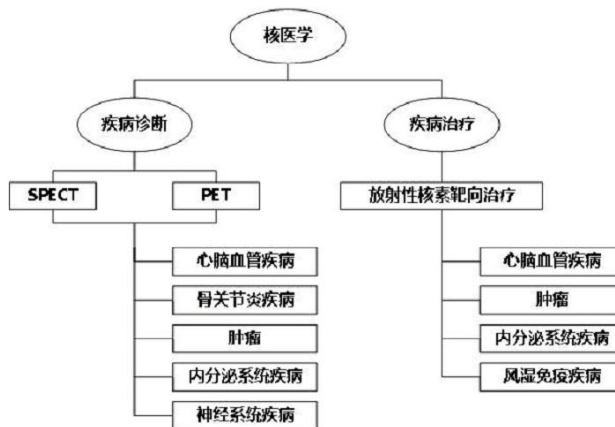 核医学
疾病诊断
疾病治疗
SPECT
PET
放射性核素靶向治疗
心脑血管疾病
骨关节炎疾病
肿瘤
内分泌系统疾病
神经系统疾病
心脑血管疾病
肿瘤
内分泌系统疾病
风湿免疫疾病